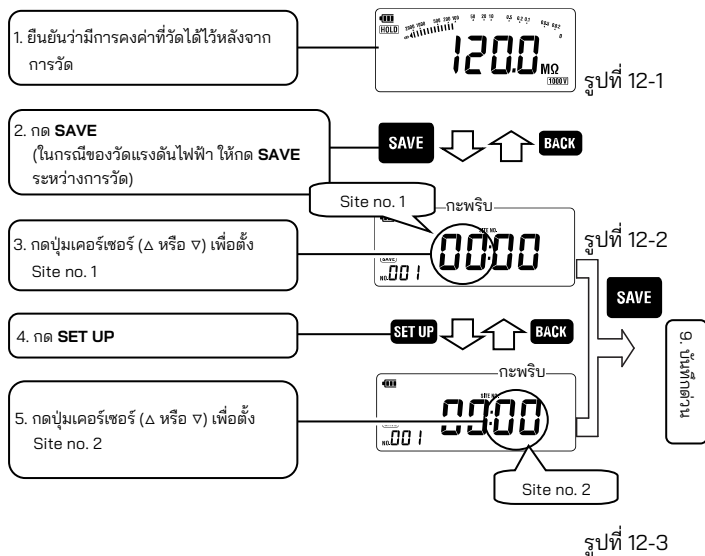 1. ยืนยันว่ามีการคงค่าที่วัดได้ไว้หลังจาก
การวัด
HOLD
120.0 MΩ
1000 V
รูปที่ 12-1
2. กด SAVE
(ในกรณีของวัดแรงดันไฟฟ้า ให้กด SAVE
ระหว่างการวัด)
SAVE
BACK
Site no. 1
กะพริบ
3. กดปุ่มเคอร์เซอร์ (△ หรือ ▽) เพื่อตั้ง
Site no. 1
SITE NO.
00:00
SAVE
NO.001
รูปที่ 12-2
SAVE
4. กด SET UP
SET UP
BACK
9. บันทึกด่วน
กะพริบ
5. กดปุ่มเคอร์เซอร์ (△ หรือ ▽) เพื่อตั้ง
Site no. 2
SITE NO.
00:00
NO.001
Site no. 2
รูปที่ 12-3